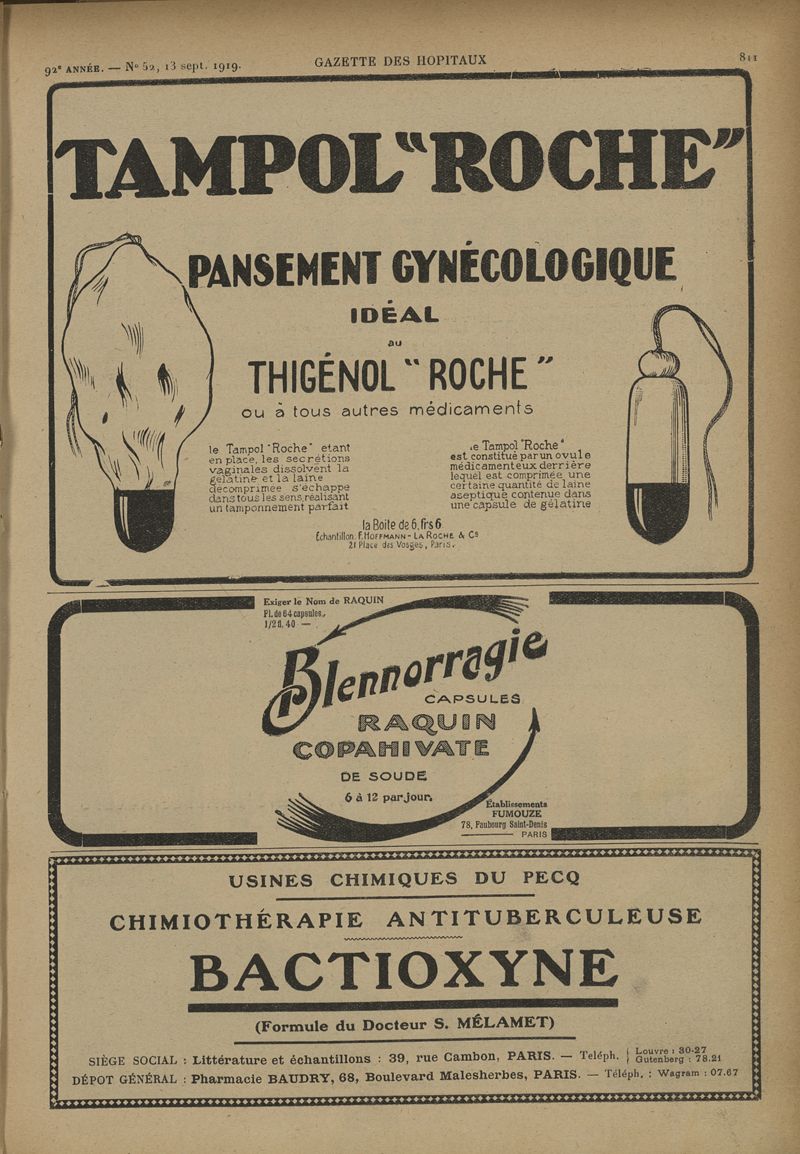 92e ANNÉE. — No 52, 13 sept. 1919.
GAZETTE DES HOPITAUX
811
TAMPOL "ROCHE"
PANSEMENT GYNÉCOLOGIQUE
IDÉAL
au
THIGÉNOL "ROCHE"
ou à tous autres médicaments
le Tampol "Roche" etant
en place, les secrétions
vaginales dissolvent la
gélatine et la laine
décomprimée s'échappe
dans tous les sens, réalisant
un tamponnement parfait
Le Tampol "Roche"
est constitué par un ovule
médicamenteux derrière
lequel est comprimée une
certaine quantité de laine
aseptique contenue dans
une capsule de gélatine
la Boite de 6, frs 6
Echantillon. F. HOFFMANN - LA ROCHE & Cs
21 Place des Vosges, Paris.
Exiger le Nom de RAQUIN
Fl. de 64 capsules,
1/2 fl. 40 —
Blennorragie
CAPSULES
RAQUIN
COPAHIVATE
DE SOUDE
6 à 12 par jour.
Établissements
FUMOUZE
78, Faubourg Saint-Denis
PARIS
USINES CHIMIQUES DU PECQ
CHIMIOTHÉRAPIE ANTITUBERCULEUSE
BACTIOXYNE
(Formule du Docteur S. MÉLAMET)
SIÈGE SOCIAL : Littérature et échantillons : 39, rue Cambon, PARIS. — Teléph. { Louvre : 30-27
Gutenberg : 78.21
DÉPOT GÉNÉRAL : Pharmacie BAUDRY, 68, Boulevard Malesherbes, PARIS. — Téléph. : Wagram : 07.67